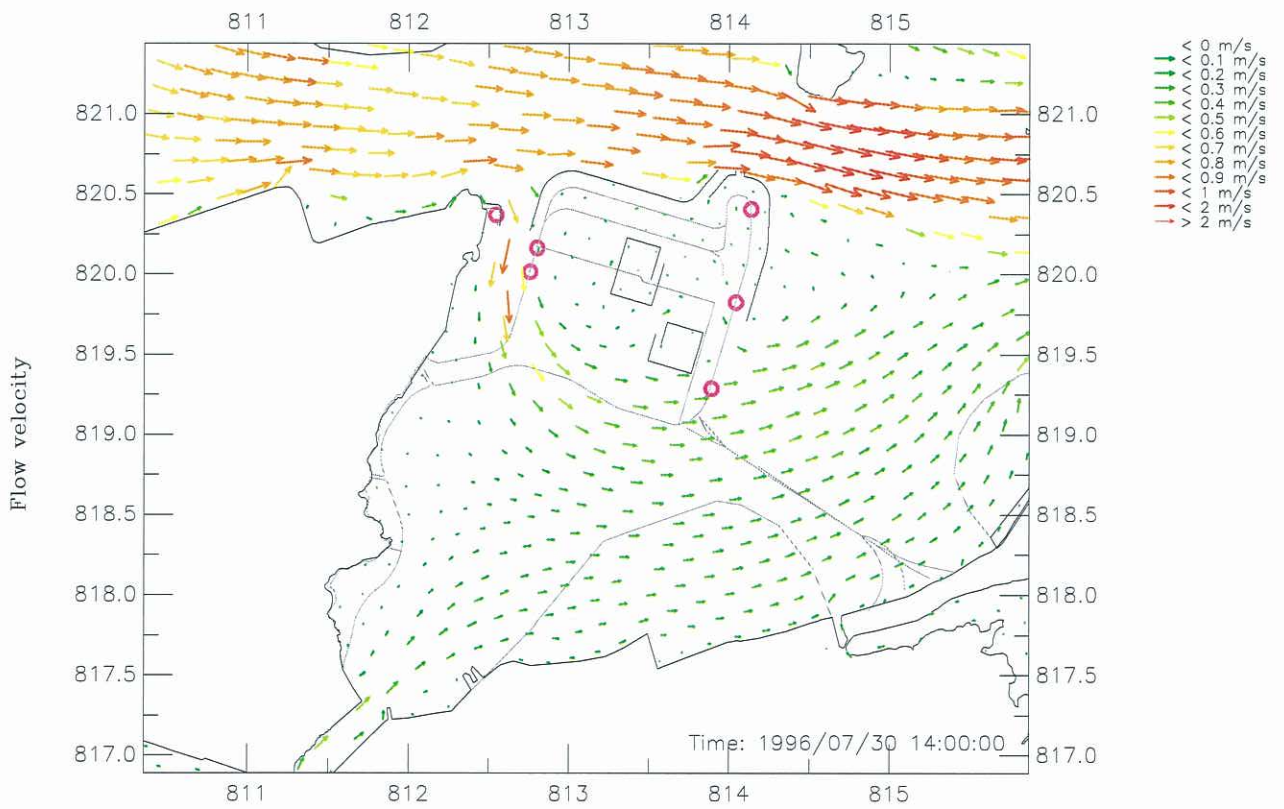 811 812 813 814 815
< 0 m/s
< 0.1 m/s
< 0.2 m/s
< 0.3 m/s
< 0.4 m/s
< 0.5 m/s
< 0.6 m/s
< 0.7 m/s
< 0.8 m/s
< 0.9 m/s
< 1 m/s
< 2 m/s
> 2 m/s
821.0 821.0
820.5 820.5
820.0 820.0
819.5 819.5
Flow velocity
819.0 819.0
818.5 818.5
818.0 818.0
817.5 817.5
Time: 1996/07/30 14:00:00
817.0 817.0
811 812 813 814 815